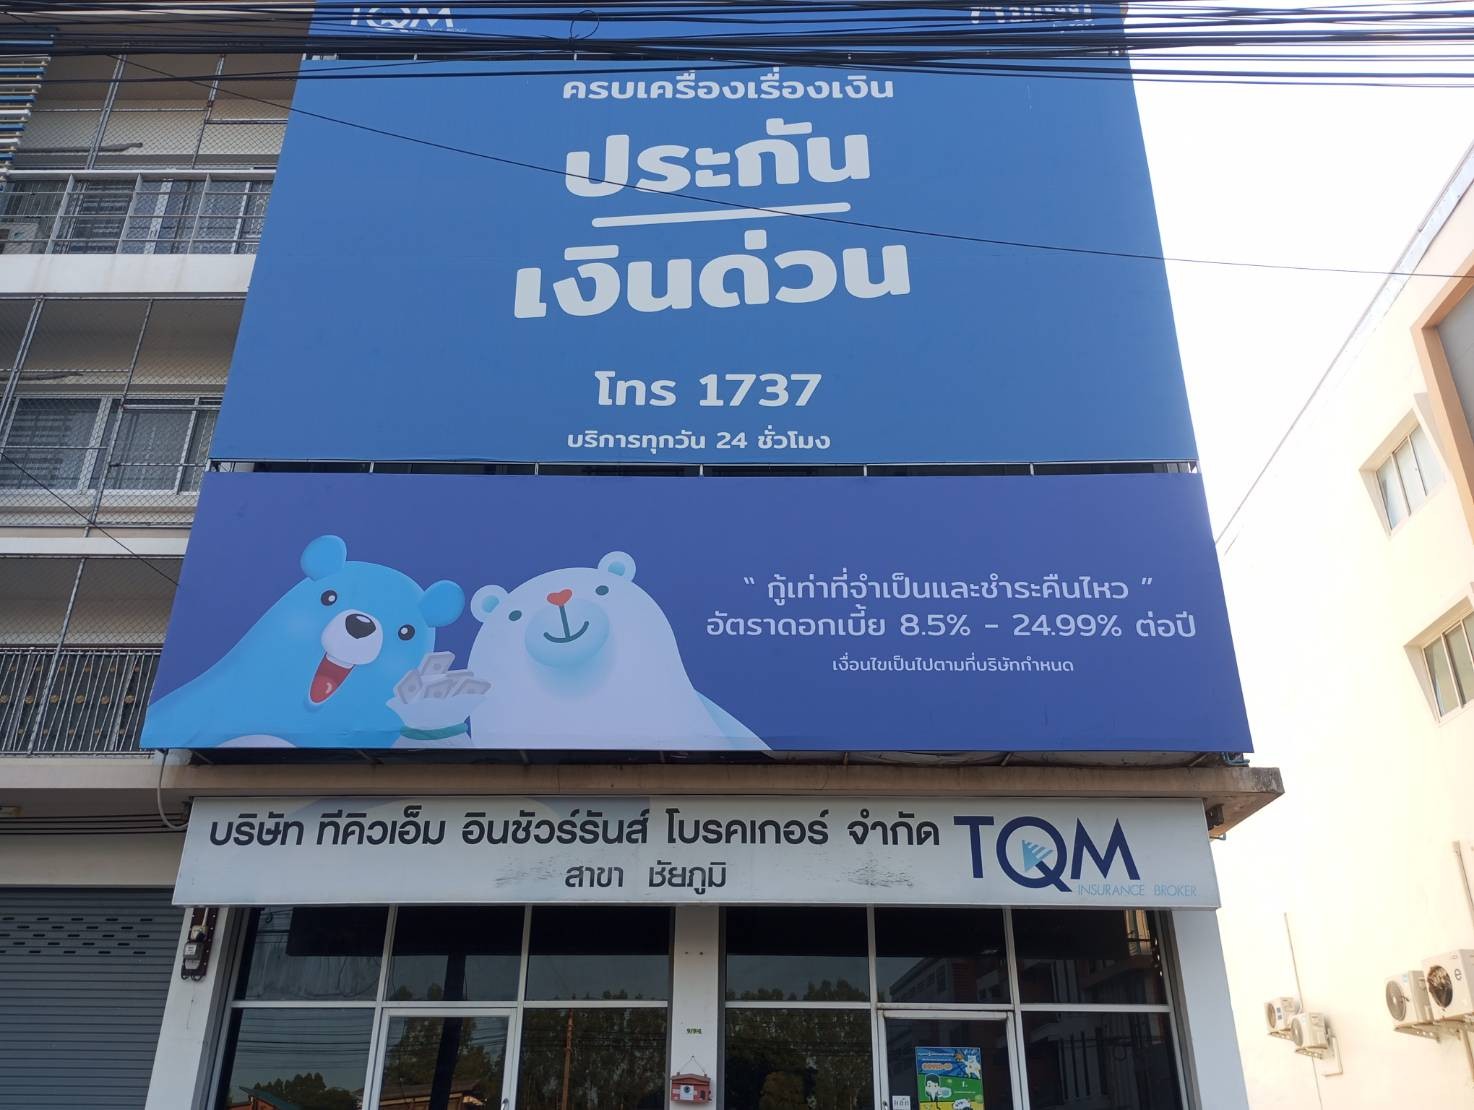 TQM
ครบเครื่องเรื่องเงิน
ประกัน
เงินด่วน
โทร 1737
บริการทุกวัน 24 ชั่วโมง
“ กู้เท่าที่จำเป็นและชำระคืนไหว ”
อัตราดอกเบี้ย 8.5% - 24.99% ต่อปี
เงื่อนไขเป็นไปตามที่บริษัทกำหนด
บริษัท ทีคิวเอ็ม อินชัวร์รันส์ โบรคเกอร์ จำกัด
สาขา ชัยภูมิ
TQM
INSURANCE BROKER